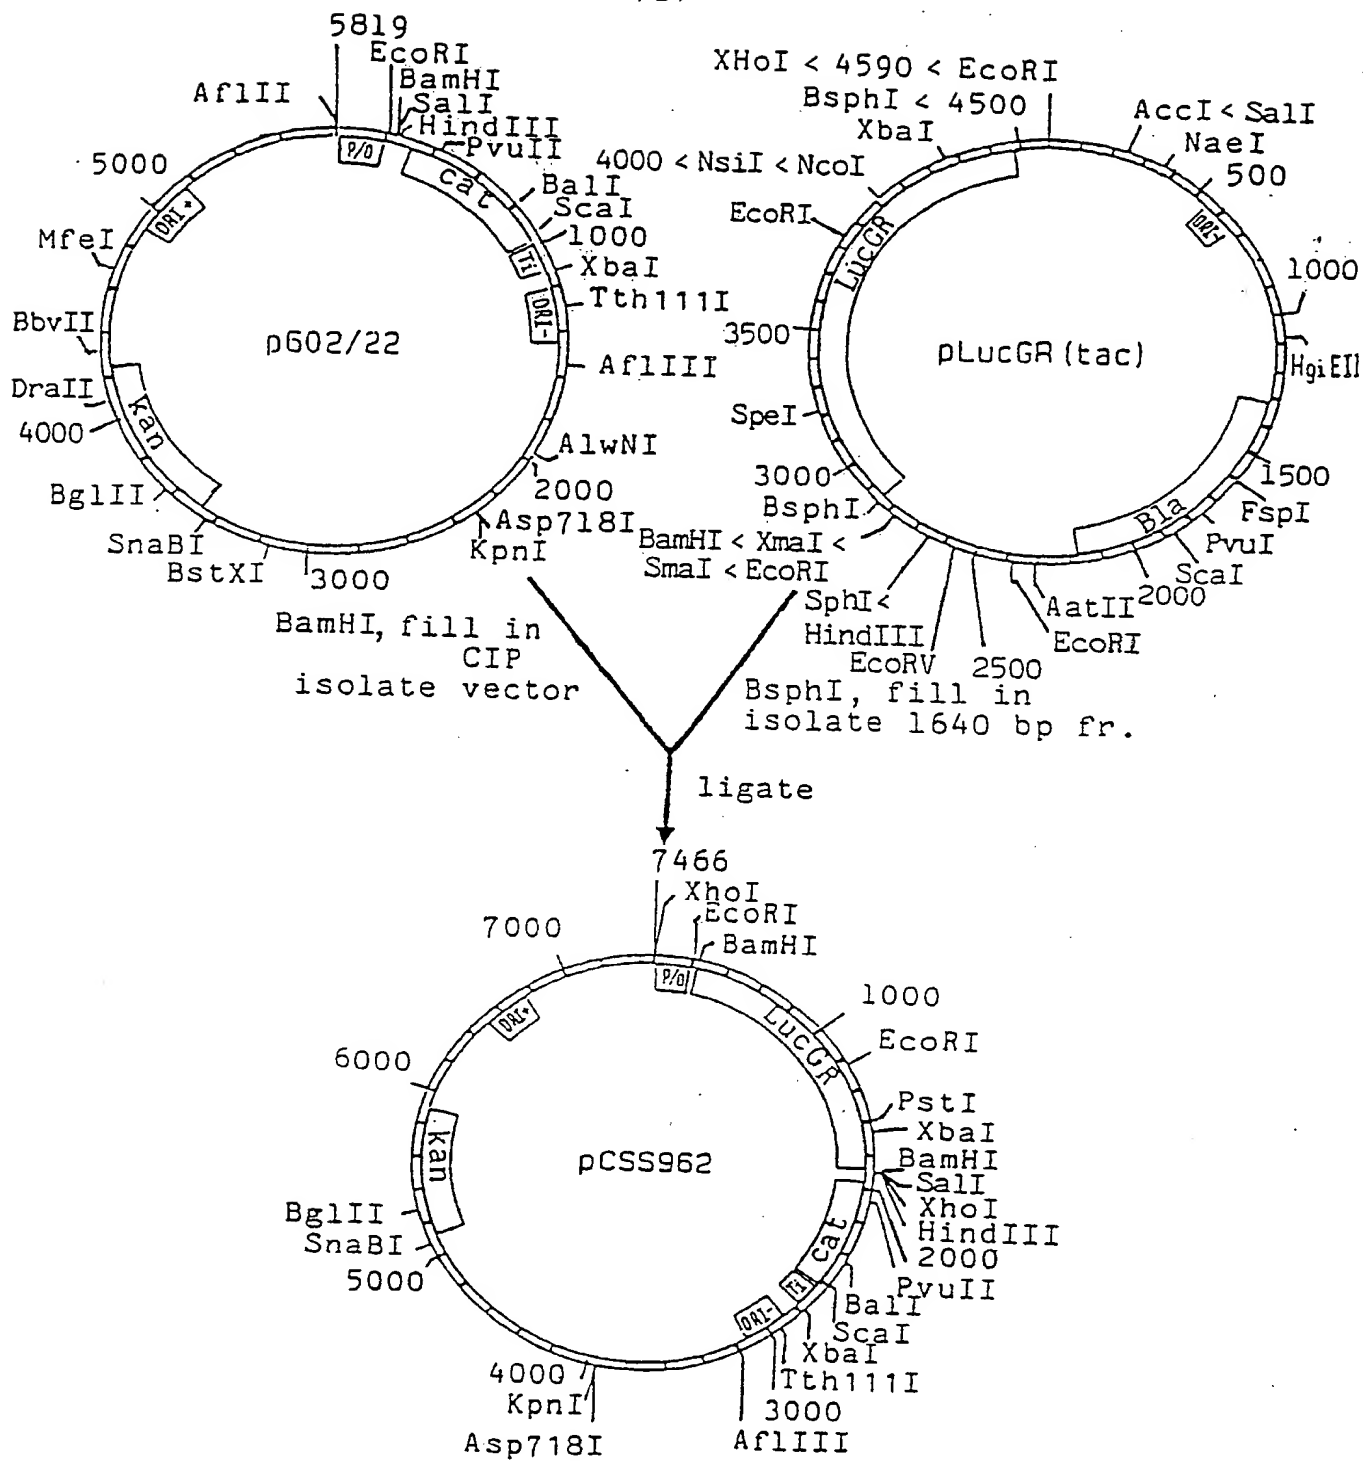 5819
EcoRI
BamHI
SalI
HindIII
PvuII
BalI
ScaI
1000
XbaI
Tth111I
AflIII
AlwNI
2000
Asp718I
KpnI
3000
BstXI
SnaBI
BglII
4000
DraII
BbvII
MfeI
5000
AflII
P/O
cat
Ti
ORI-
kan
ORI+
p602/22
XHoI < 4590 < EcoRI
BsphI < 4500
XbaI
4000 < NsiI < NcoI
EcoRI
3500
SpeI
3000
BsphI
BamHI < XmaI <
SmaI < EcoRI
SphI <
HindIII
EcoRV
2500
EcoRI
AatII
2000
ScaI
PvuI
FspI
1500
HgiEII
1000
500
NaeI
AccI < SalI
LucGR
ORI-
Bla
pLucGR (tac)
BamHI, fill in
CIP
isolate vector
BsphI, fill in
isolate 1640 bp fr.
ligate
7466
XhoI
EcoRI
BamHI
1000
EcoRI
PstI
XbaI
BamHI
SalI
XhoI
HindIII
2000
PvuII
BalI
ScaI
XbaI
Tth111I
3000
AflIII
Asp718I
KpnI
4000
5000
SnaBI
BglII
6000
7000
P/O
LucGR
cat
Ti
ORI-
kan
ORI+
pCSS962